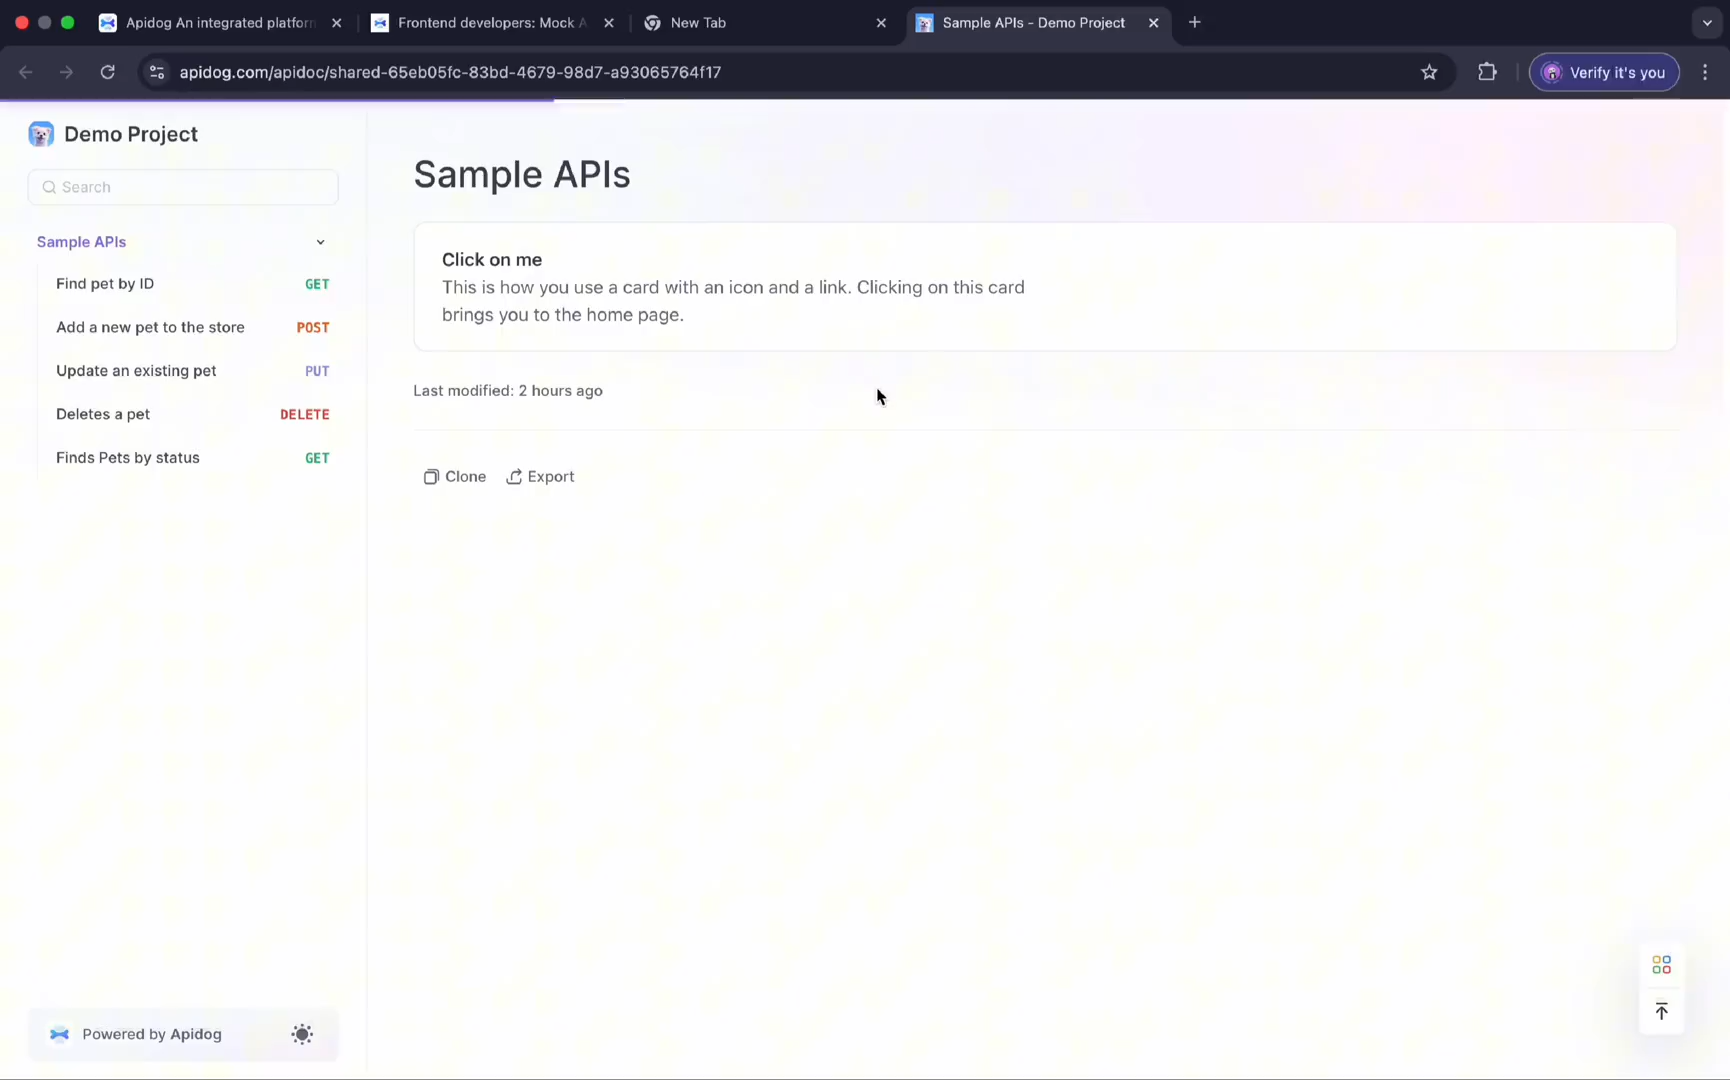 Apidog An integrated platform
Frontend developers: Mock A
New Tab
Sample APIs - Demo Project
apidog.com/apidoc/shared-65eb05fc-83bd-4679-98d7-a93065764f17
Verify it's you
Demo Project
Search
Sample APIs
Find pet by ID GET
Add a new pet to the store POST
Update an existing pet PUT
Deletes a pet DELETE
Finds Pets by status GET
Powered by Apidog
Sample APIs
Click on me
This is how you use a card with an icon and a link. Clicking on this card
brings you to the home page.
Last modified: 2 hours ago
Clone Export